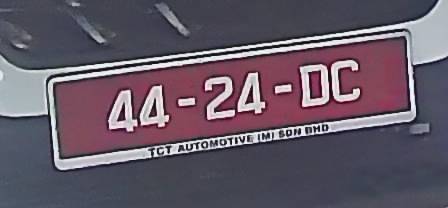 44-24-DC
TCT AUTOMOTIVE (M) SDN BHD